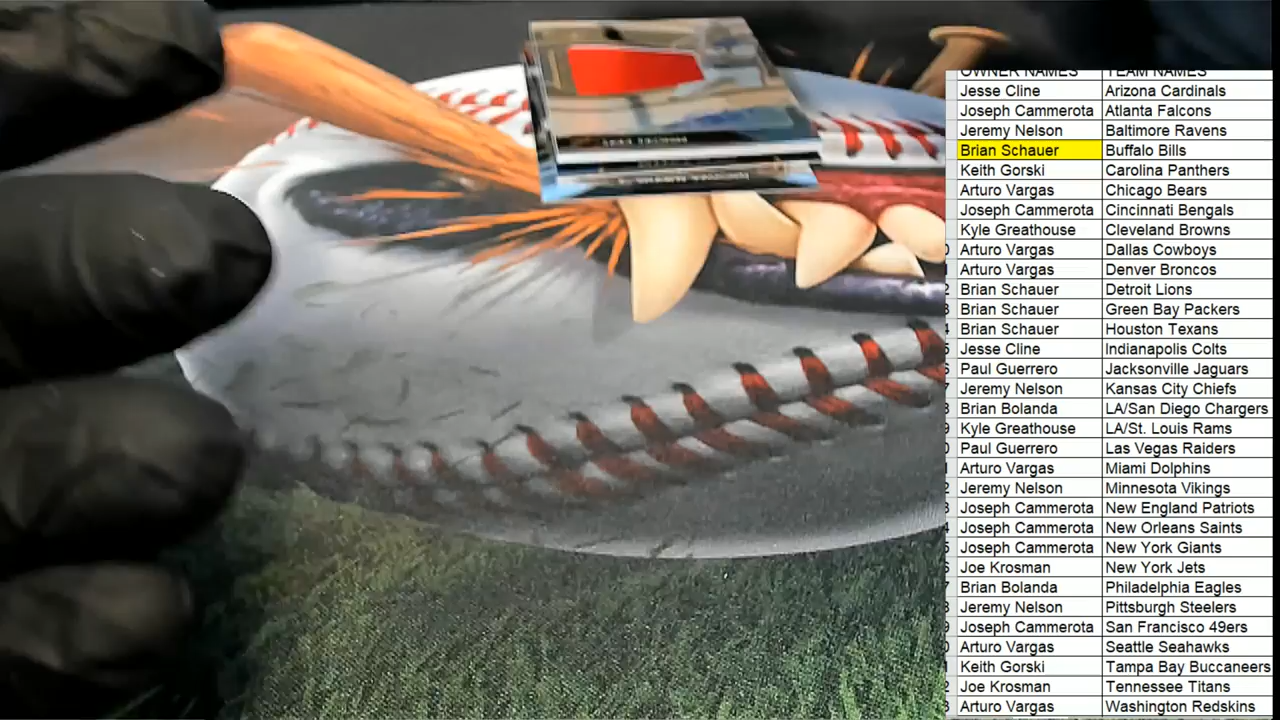 OWNER NAMES TEAM NAMES
Jesse Cline Arizona Cardinals
Joseph Cammerota Atlanta Falcons
Jeremy Nelson Baltimore Ravens
Brian Schauer Buffalo Bills
Keith Gorski Carolina Panthers
Arturo Vargas Chicago Bears
Joseph Cammerota Cincinnati Bengals
Kyle Greathouse Cleveland Browns
Arturo Vargas Dallas Cowboys
Arturo Vargas Denver Broncos
Brian Schauer Detroit Lions
Brian Schauer Green Bay Packers
Brian Schauer Houston Texans
Jesse Cline Indianapolis Colts
Paul Guerrero Jacksonville Jaguars
Jeremy Nelson Kansas City Chiefs
Brian Bolanda LA/San Diego Chargers
Kyle Greathouse LA/St. Louis Rams
Paul Guerrero Las Vegas Raiders
Arturo Vargas Miami Dolphins
Jeremy Nelson Minnesota Vikings
Joseph Cammerota New England Patriots
Joseph Cammerota New Orleans Saints
Joseph Cammerota New York Giants
Joe Krosman New York Jets
Brian Bolanda Philadelphia Eagles
Jeremy Nelson Pittsburgh Steelers
Joseph Cammerota San Francisco 49ers
Arturo Vargas Seattle Seahawks
Keith Gorski Tampa Bay Buccaneers
Joe Krosman Tennessee Titans
Arturo Vargas Washington Redskins